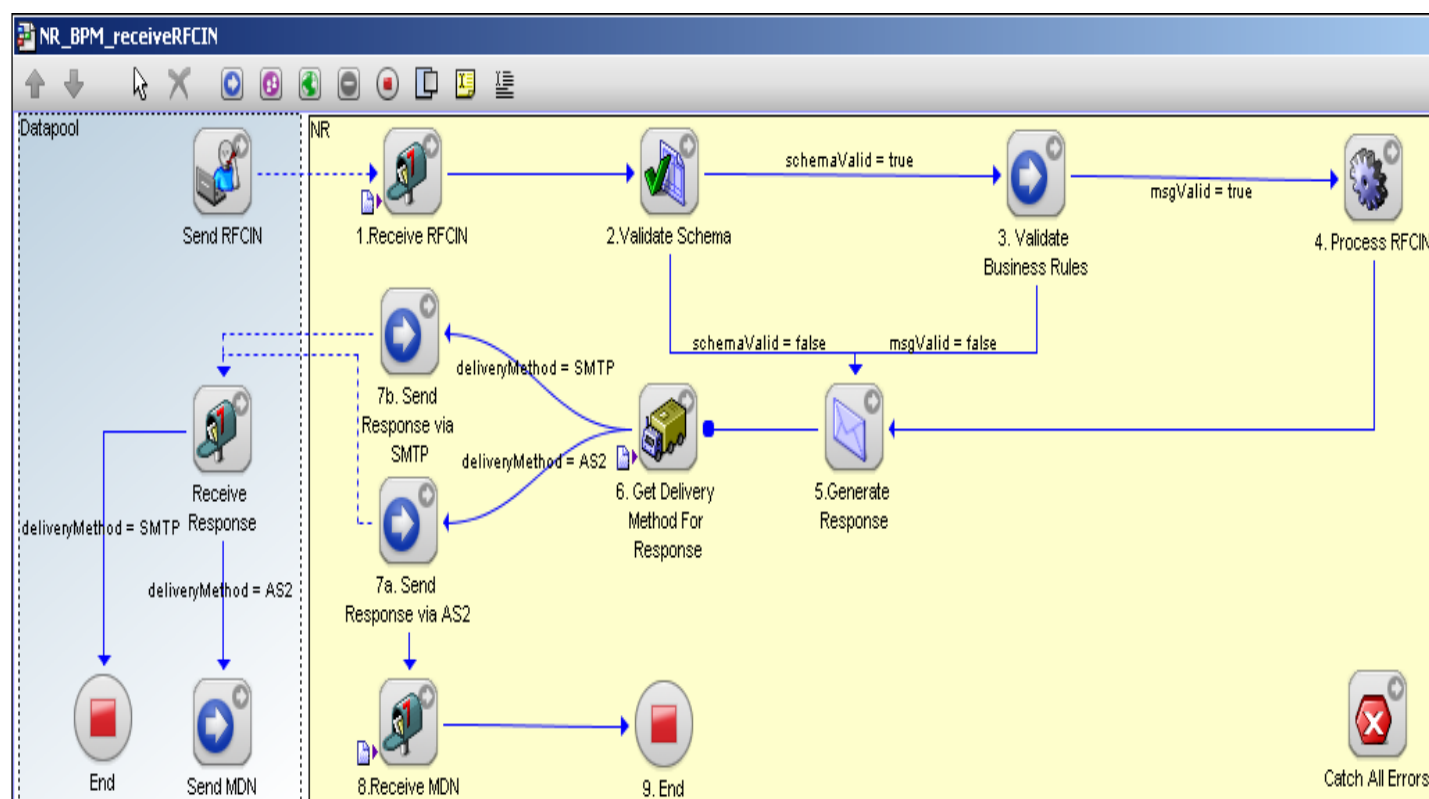 NR_BPM_receiveRFCIN
Datapool
NR
Send RFCIN
1.Receive RFCIN
2.Validate Schema
schemaValid = true
3. Validate
Business Rules
msgValid = true
4. Process RFCIN
schemaValid = false
msgValid = false
deliveryMethod = SMTP
7b. Send
Response via
SMTP
deliveryMethod = AS2
6. Get Delivery
Method For
Response
5.Generate
Response
Receive
Response
deliveryMethod = SMTP
deliveryMethod = AS2
7a. Send
Response via AS2
End
Send MDN
8.Receive MDN
9. End
Catch All Errors